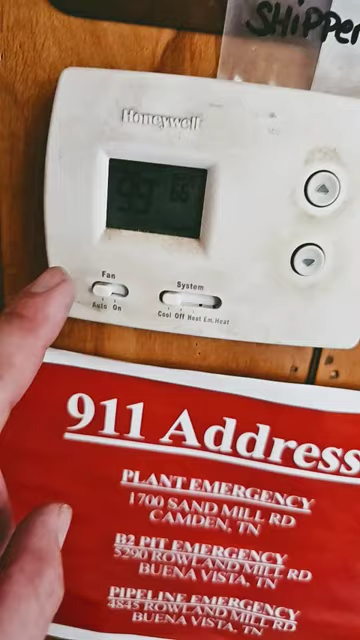 SHIPPER
Honeywell
Fan
Auto On
System
Cool Off Heat Em.Heat
911 Address
PLANT EMERGENCY
1700 SAND MILL RD
CAMDEN, TN
B2 PIT EMERGENCY
5290 ROWLAND MILL RD
BUENA VISTA, TN
PIPELINE EMERGENCY
4845 ROWLAND MILL RD
BUENA VISTA, TN